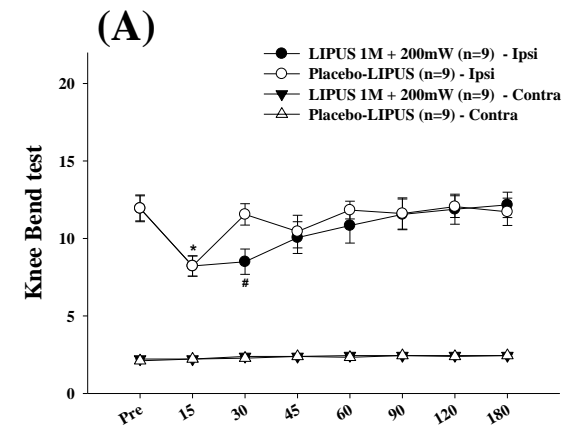 (A)
LIPUS 1M + 200mW (n=9) - Ipsi
Placebo-LIPUS (n=9) - Ipsi
LIPUS 1M + 200mW (n=9) - Contra
Placebo-LIPUS (n=9) - Contra
Knee Bend test
20
15
10
5
0
*
#
Pre 15 30 45 60 90 120 180